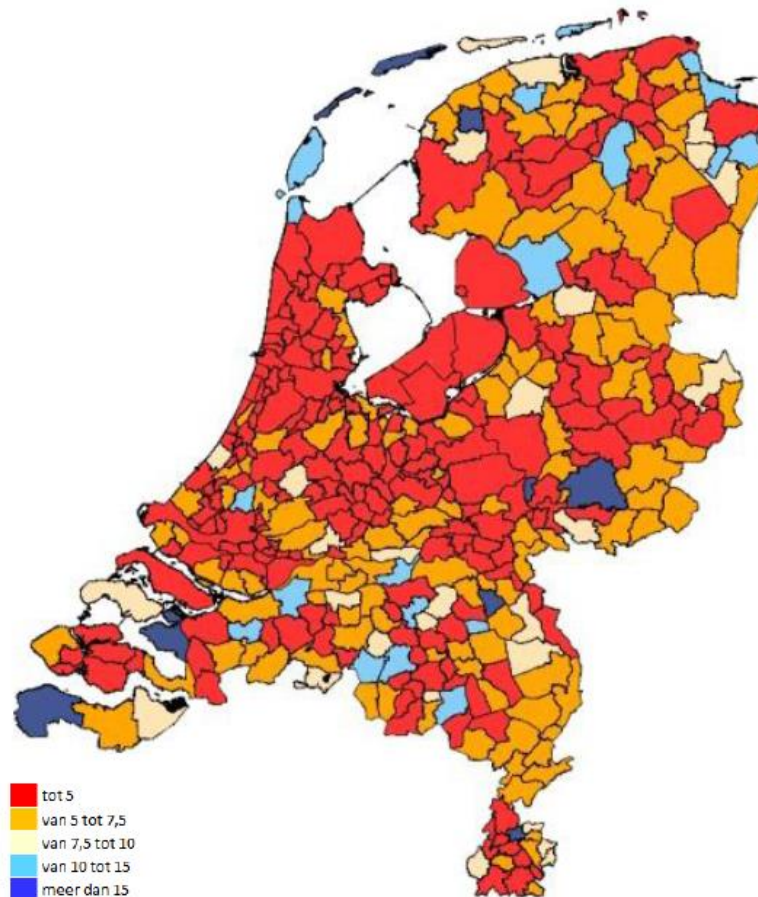 tot 5
van 5 tot 7,5
van 7,5 tot 10
van 10 tot 15
meer dan 15